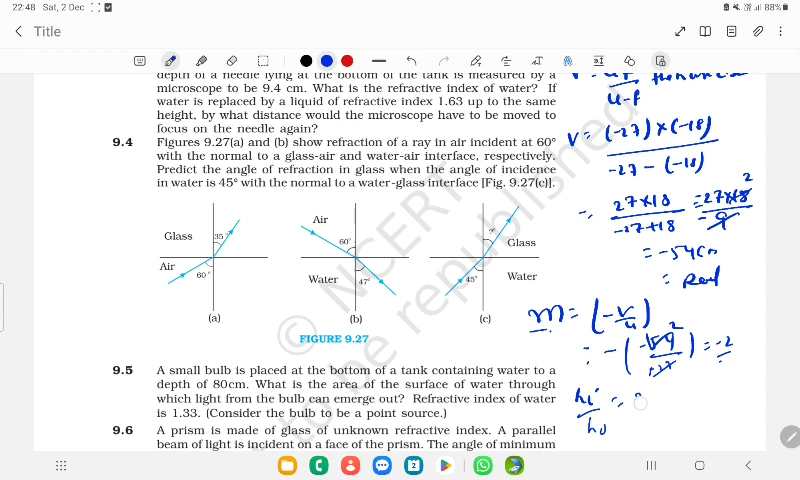 22:48 Sat, 2 Dec
88%
Title
depth of a needle lying at the bottom of the tank is measured by a
microscope to be 9.4 cm. What is the refractive index of water? If
water is replaced by a liquid of refractive index 1.63 up to the same
height, by what distance would the microscope have to be moved to
focus on the needle again?
9.4 Figures 9.27(a) and (b) show refraction of a ray in air incident at 60°
with the normal to a glass-air and water-air interface, respectively.
Predict the angle of refraction in glass when the angle of incidence
in water is 45° with the normal to a water-glass interface [Fig. 9.27(c)].
Glass 35°
Air 60°
(a)
Air 60°
Water 47°
(b)
?
Glass
45° Water
(c)
FIGURE 9.27
9.5 A small bulb is placed at the bottom of a tank containing water to a
depth of 80cm. What is the area of the surface of water through
which light from the bulb can emerge out? Refractive index of water
is 1.33. (Consider the bulb to be a point source.)
9.6 A prism is made of glass of unknown refractive index. A parallel
beam of light is incident on a face of the prism. The angle of minimum
© NCERT
not to be republished
u-f
V = (-27) × (-18)
-27 - (-18)
27×18
-27+18
= 27×18 2
9
= -54cm
= Real
m = (-v/u)
2
= -2
hi
ho =
2